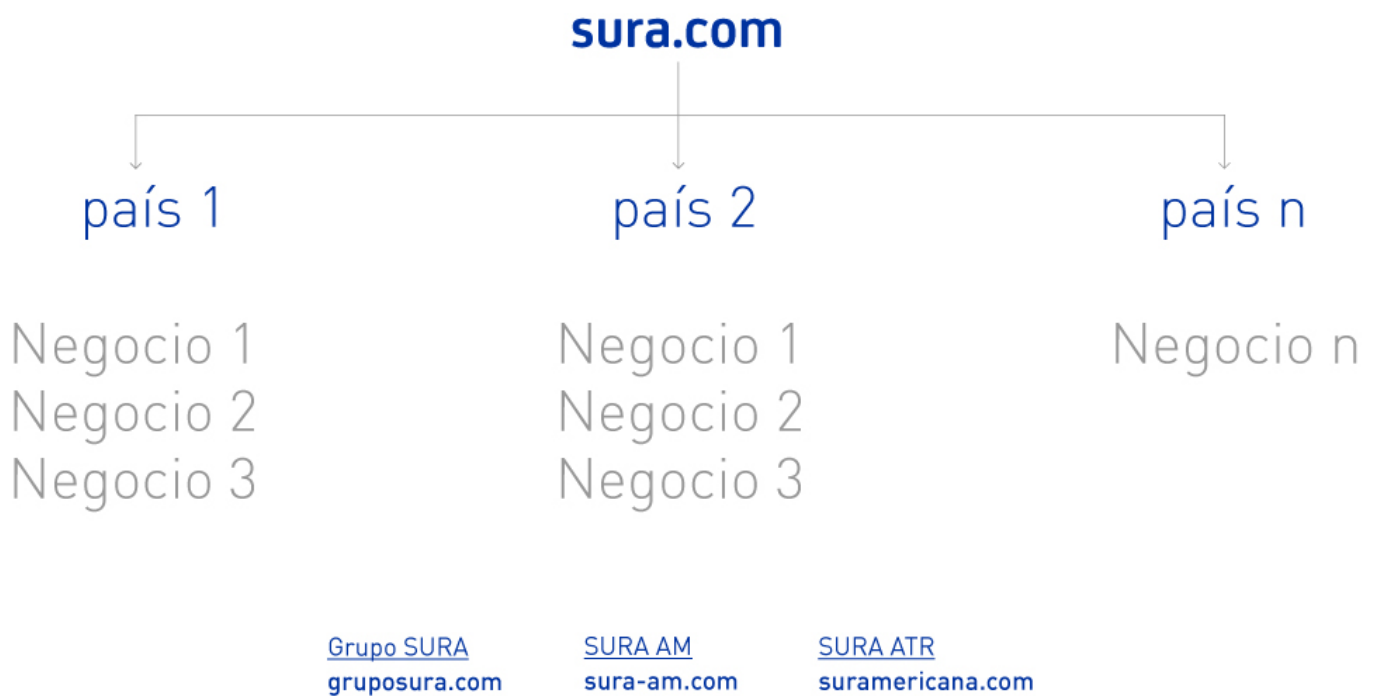 sura.com
país 1
país 2
país n
Negocio 1
Negocio 2
Negocio 3
Negocio 1
Negocio 2
Negocio 3
Negocio n
Grupo SURA
gruposura.com
SURA AM
sura-am.com
SURA ATR
suramericana.com